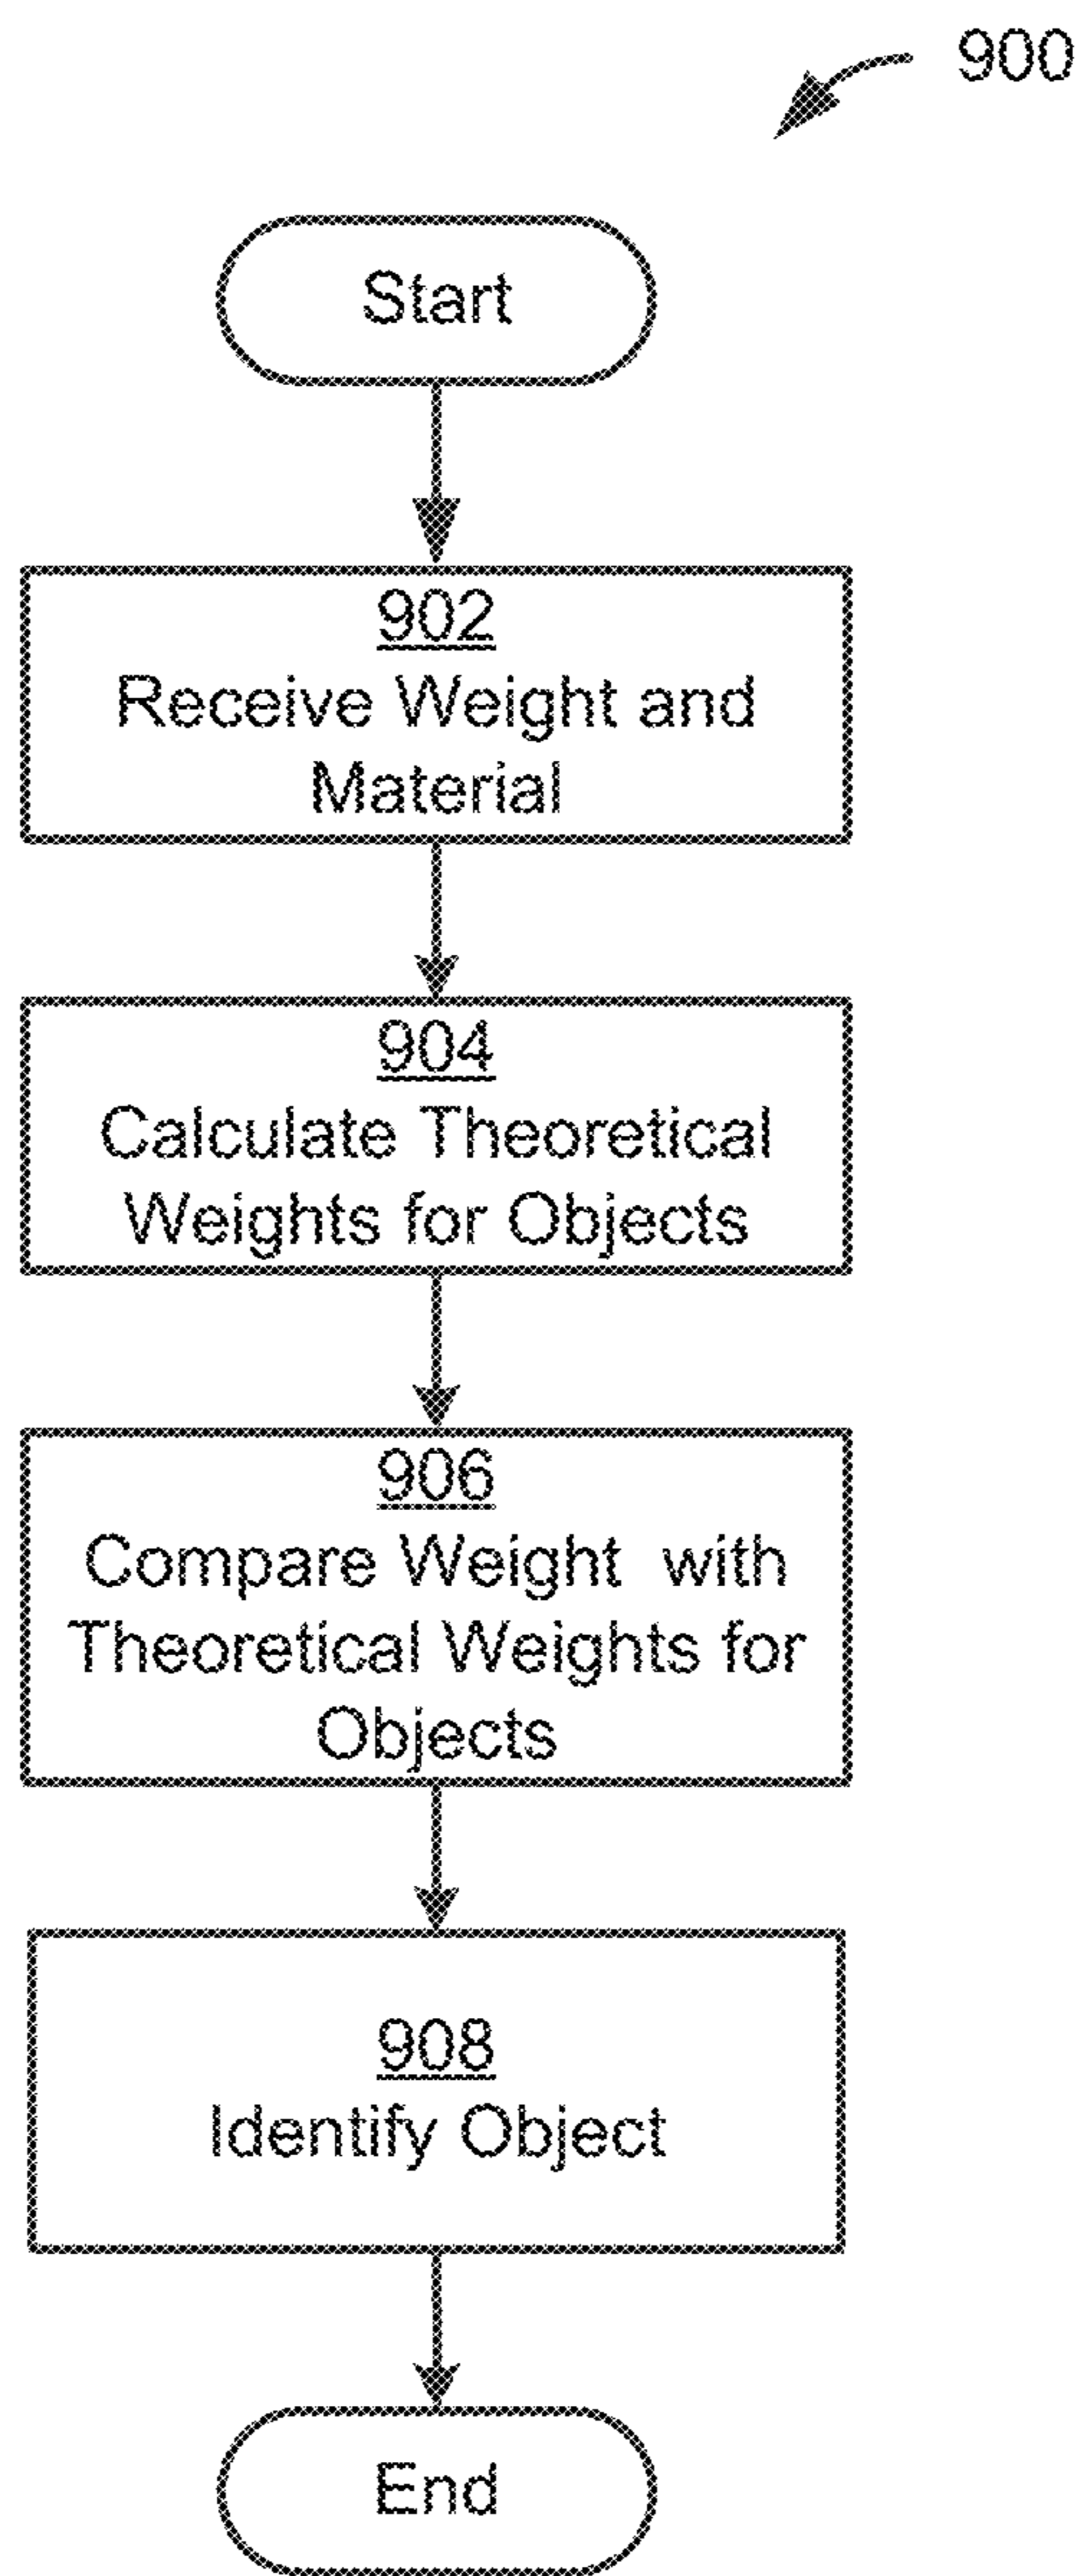 900
Start
902
Receive Weight and
Material
904
Calculate Theoretical
Weights for Objects
906
Compare Weight with
Theoretical Weights for
Objects
908
Identify Object
End